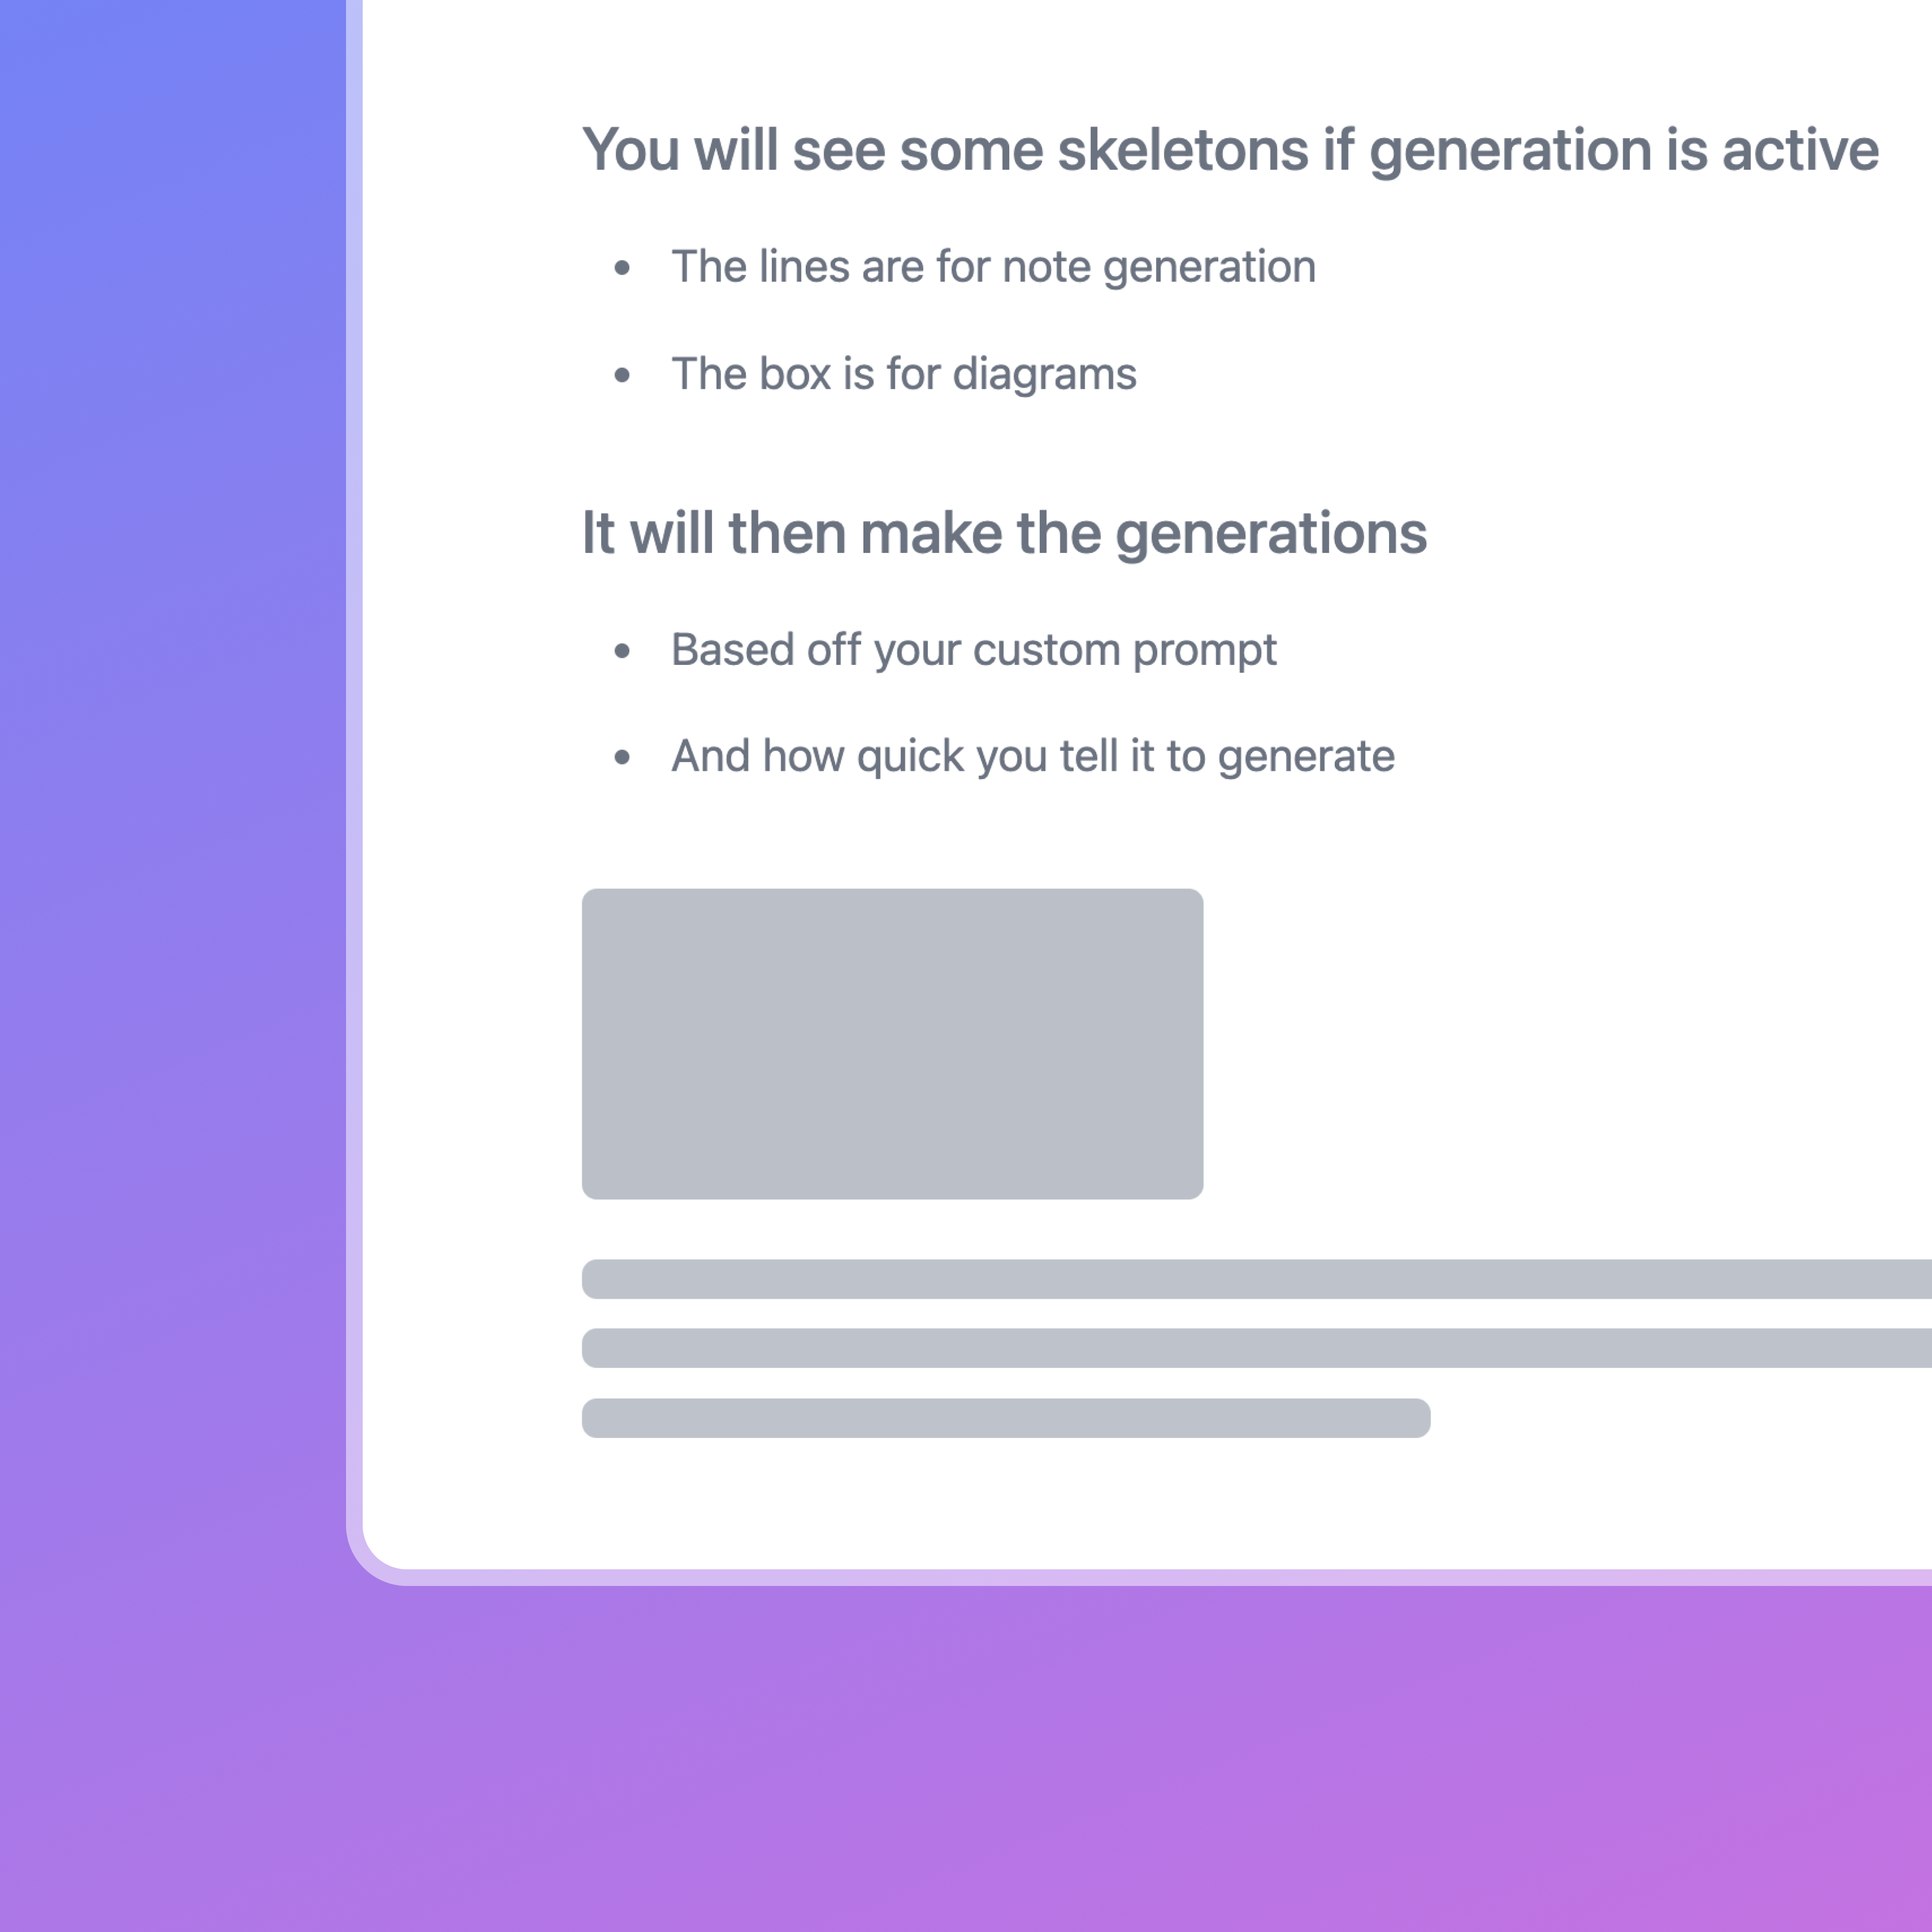 You will see some skeletons if generation is active
The lines are for note generation
The box is for diagrams
It will then make the generations
Based off your custom prompt
And how quick you tell it to generate